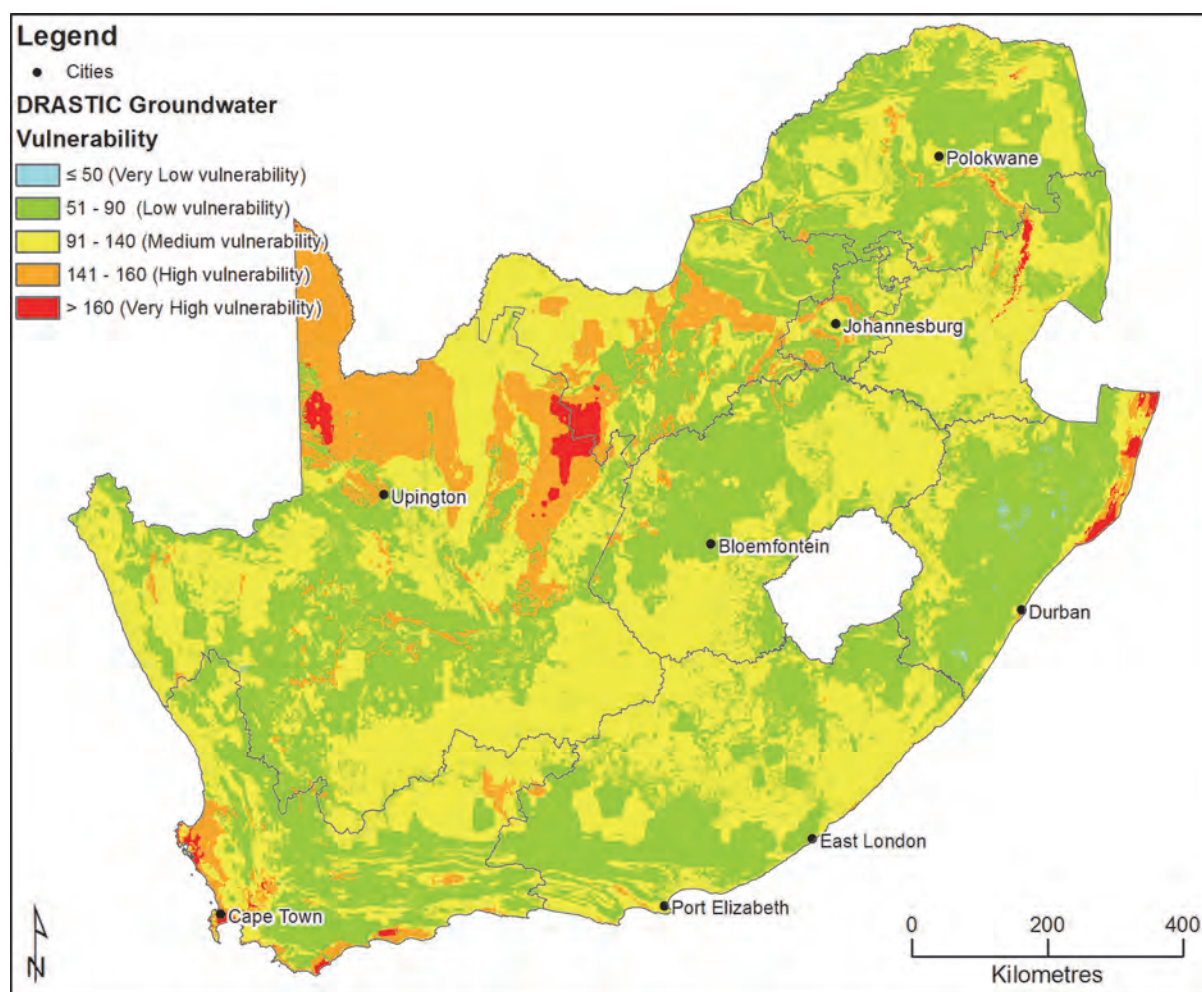 Legend
Cities
DRASTIC Groundwater
Vulnerability
≤ 50 (Very Low vulnerability)
51 - 90 (Low vulnerability)
91 - 140 (Medium vulnerability)
141 - 160 (High vulnerability)
> 160 (Very High vulnerability)
Polokwane
Johannesburg
Upington
Bloemfontein
Durban
East London
Port Elizabeth
Cape Town
N
0 200 400
Kilometres